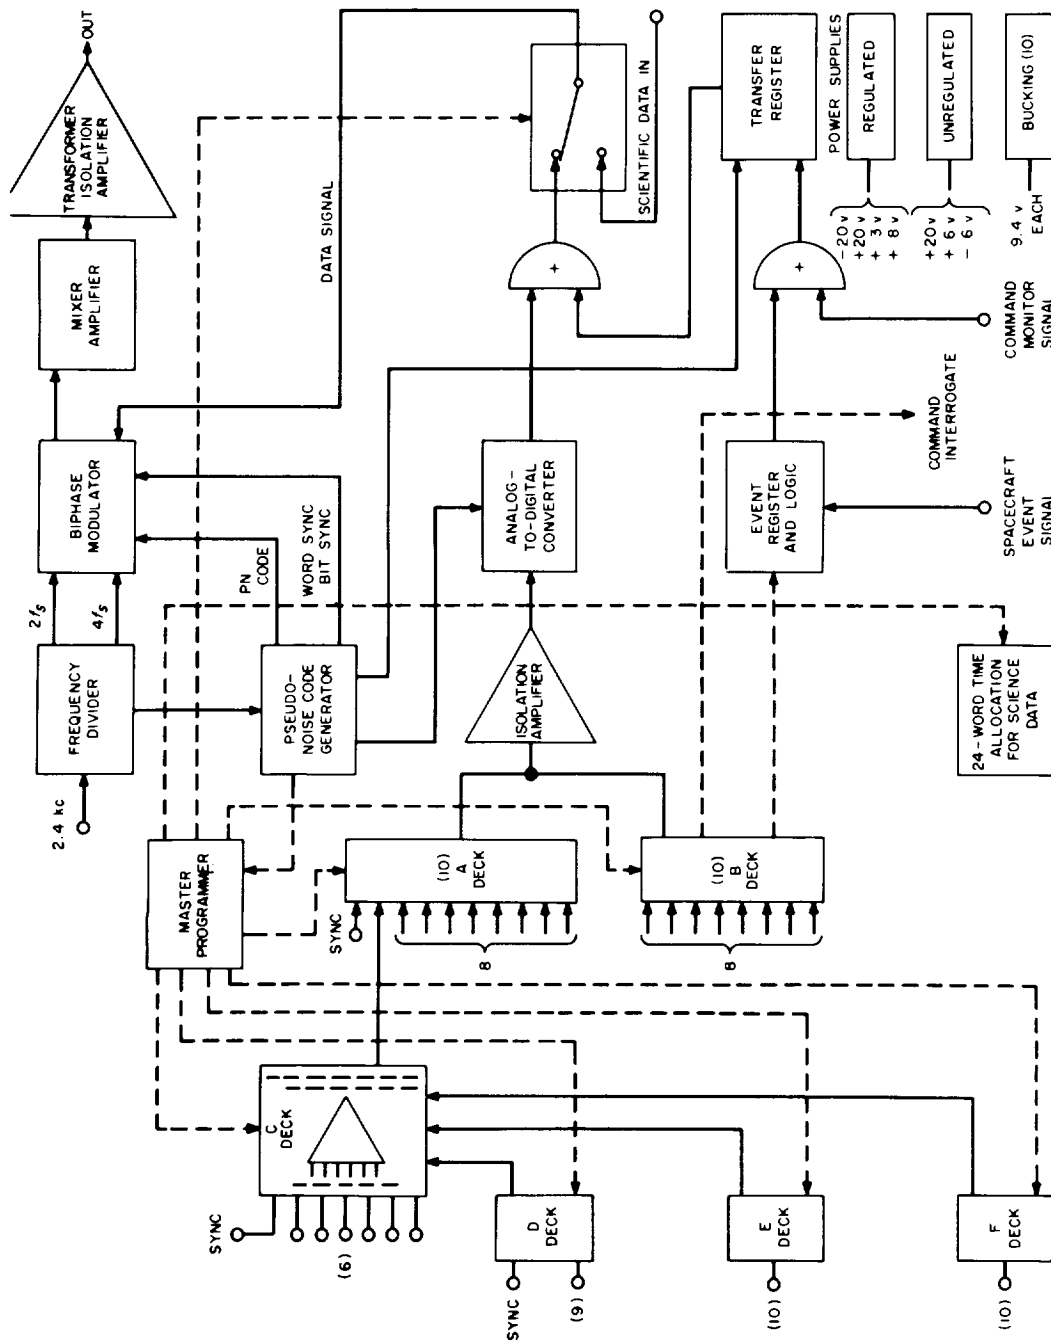 2.4 kc
FREQUENCY
DIVIDER
2fs
4fs
BIPHASE
MODULATOR
MIXER
AMPLIFIER
TRANSFORMER
ISOLATION
AMPLIFIER
OUT
MASTER
PROGRAMMER
PSEUDO-
NOISE CODE
GENERATOR
PN
CODE
WORD SYNC
BIT SYNC
DATA SIGNAL
SYNC
C
DECK
(6)
SYNC
(10)
A
DECK
8
ISOLATION
AMPLIFIER
ANALOG-
TO-DIGITAL
CONVERTER
+
SCIENTIFIC DATA IN
SYNC
(9)
D
DECK
(10)
B
DECK
8
EVENT
REGISTER
AND LOGIC
+
TRANSFER
REGISTER
(10)
E
DECK
(10)
F
DECK
24-WORD TIME
ALLOCATION
FOR SCIENCE
DATA
SPACECRAFT
EVENT
SIGNAL
COMMAND
INTERROGATE
COMMAND
MONITOR
SIGNAL
POWER SUPPLIES
-20 v
+20 v
+ 3 v
+ 8 v
REGULATED
+20 v
+ 6 v
- 6 v
UNREGULATED
9.4 v
EACH
BUCKING (10)